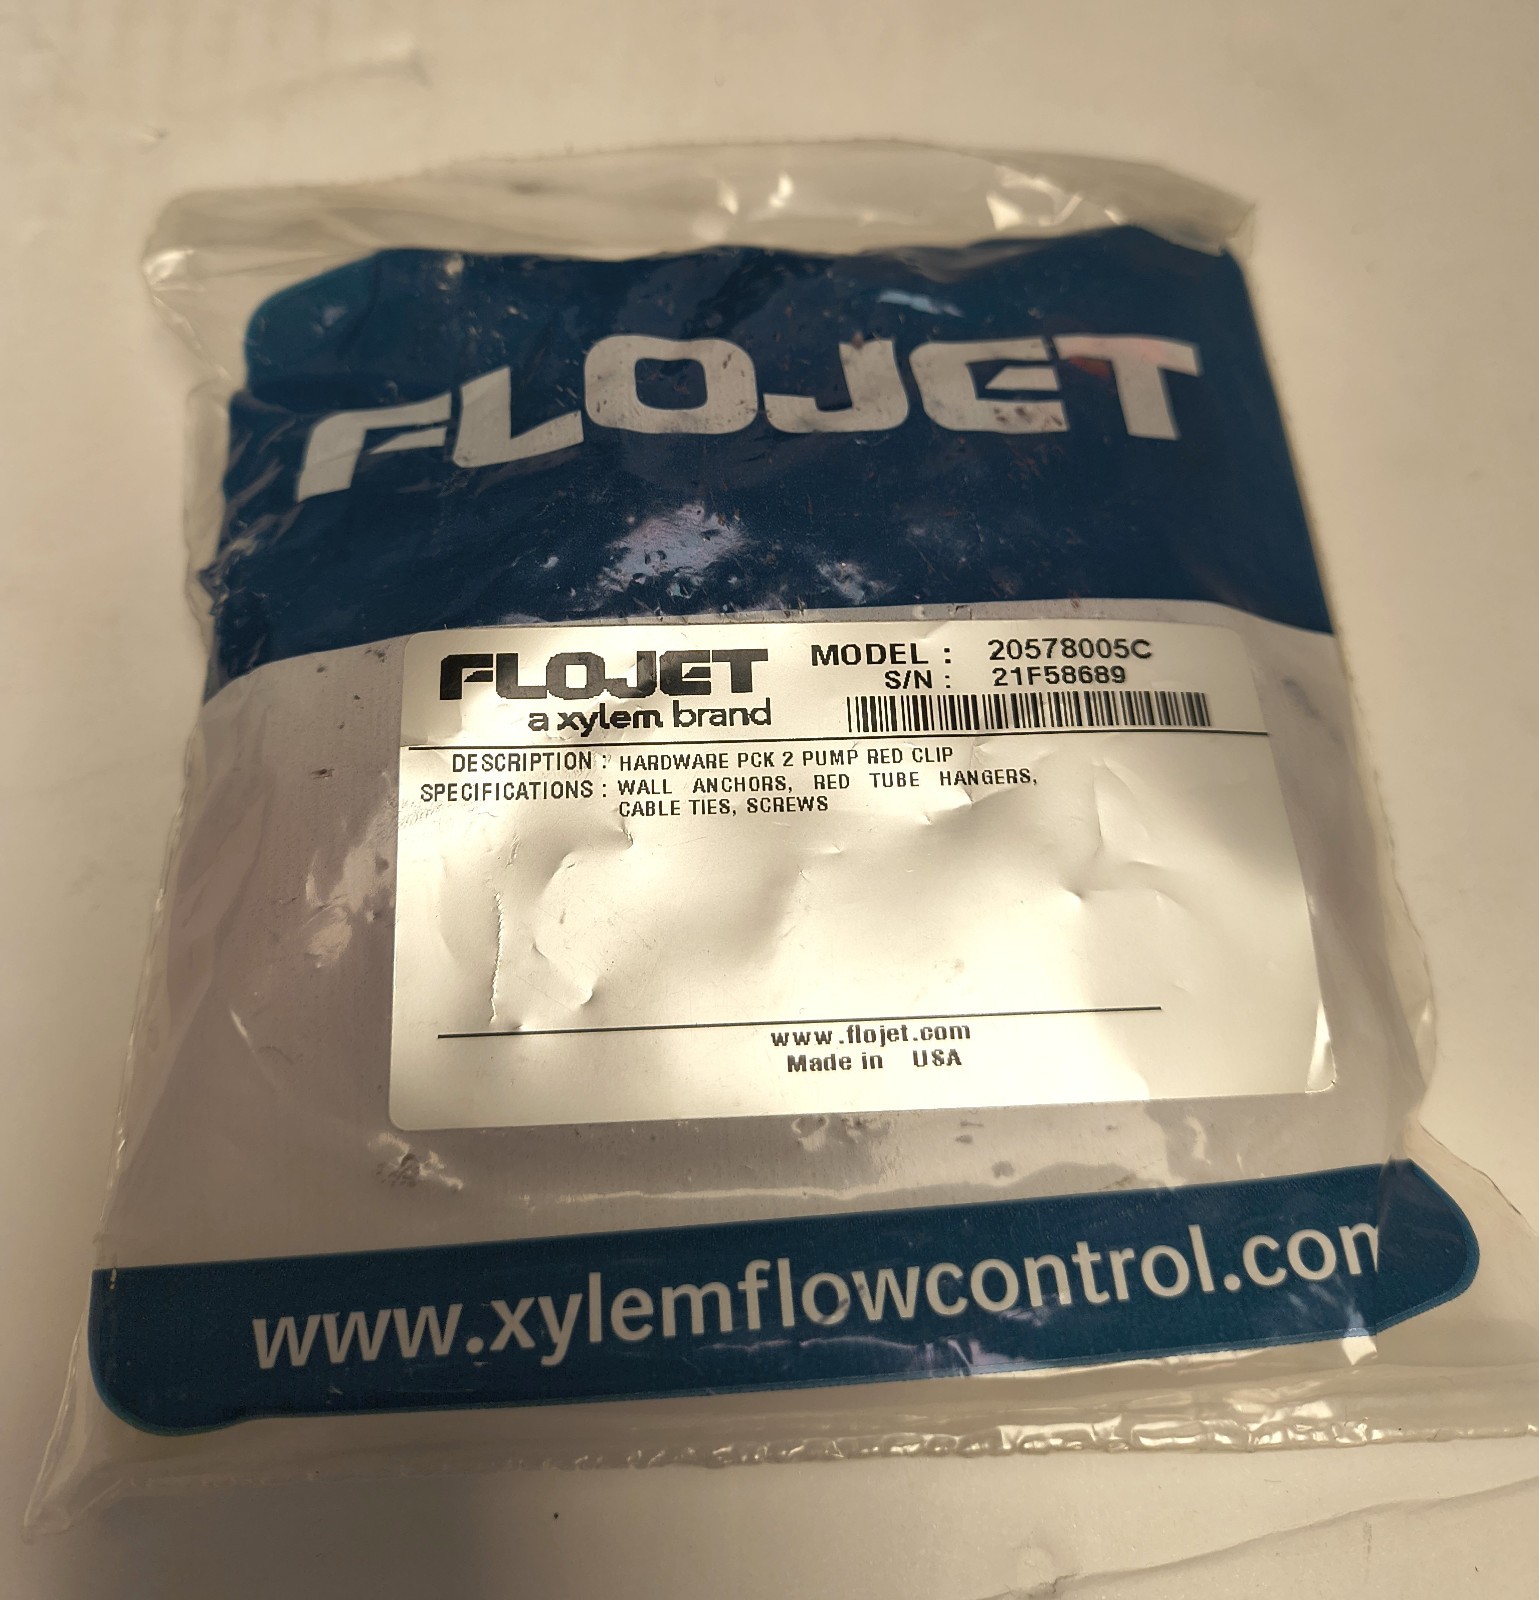 FLOJET
FLOJET
a xylem brand
MODEL : 20578005C
S/N : 21F58689
DESCRIPTION : HARDWARE PCK 2 PUMP RED CLIP
SPECIFICATIONS : WALL ANCHORS, RED TUBE HANGERS,
CABLE TIES, SCREWS
www.flojet.com
Made in USA
www.xylemflowcontrol.com